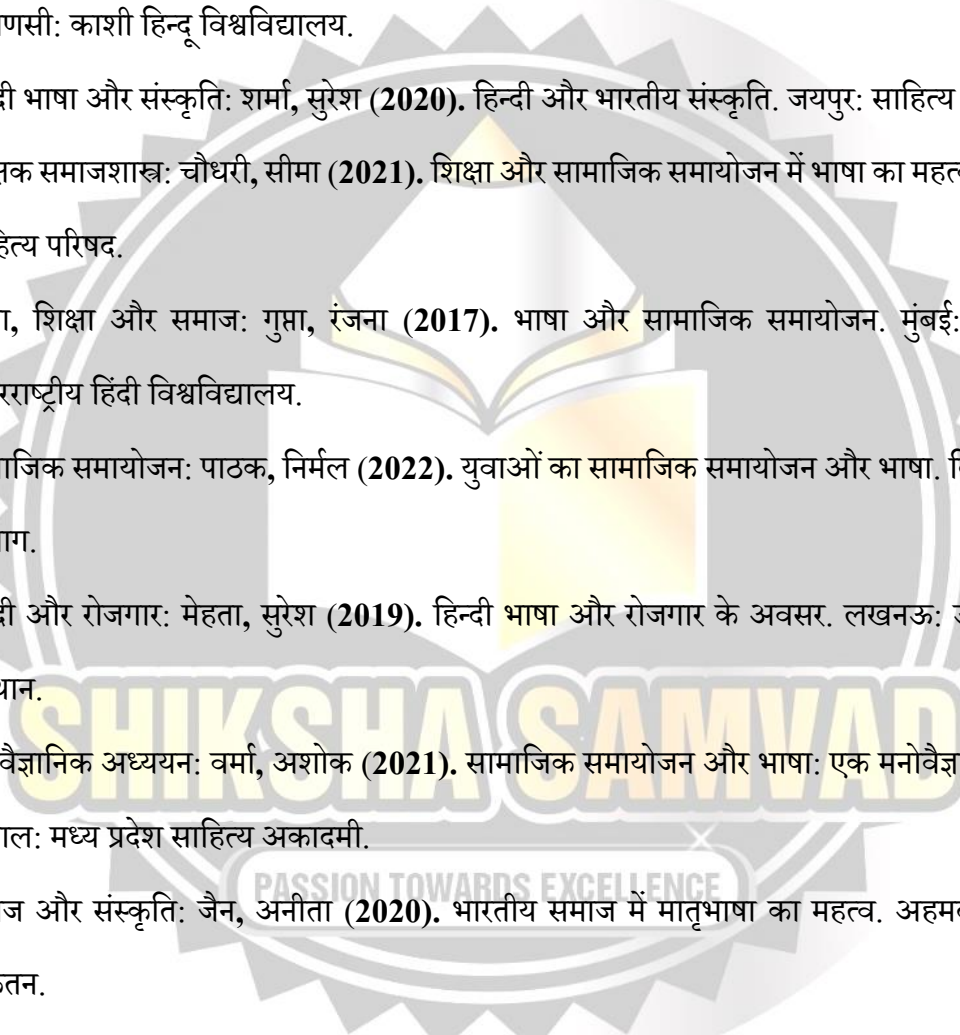 णसी: काशी हिन्दू विश्वविद्यालय.
दी भाषा और संस्कृति: शर्मा, सुरेश (2020). हिन्दी और भारतीय संस्कृति. जयपुर: साहित्य
क समाजशास्त्र: चौधरी, सीमा (2021). शिक्षा और सामाजिक समायोजन में भाषा का महत्
हित्य परिषद.
ा, शिक्षा और समाज: गुप्ता, रंजना (2017). भाषा और सामाजिक समायोजन. मुंबई:
रराष्ट्रीय हिंदी विश्वविद्यालय.
माजिक समायोजन: पाठक, निर्मल (2022). युवाओं का सामाजिक समायोजन और भाषा.
ाग.
दी और रोजगार: मेहता, सुरेश (2019). हिन्दी भाषा और रोजगार के अवसर. लखनऊ:
थान.
SHIKSHA SAMVAD
वैज्ञानिक अध्ययन: वर्मा, अशोक (2021). सामाजिक समायोजन और भाषा: एक मनोवैज्ञा
ाल: मध्य प्रदेश साहित्य अकादमी.
PASSION TOWARDS EXCELLENCE
ज और संस्कृति: जैन, अनीता (2020). भारतीय समाज में मातृभाषा का महत्व. अहम
तन.